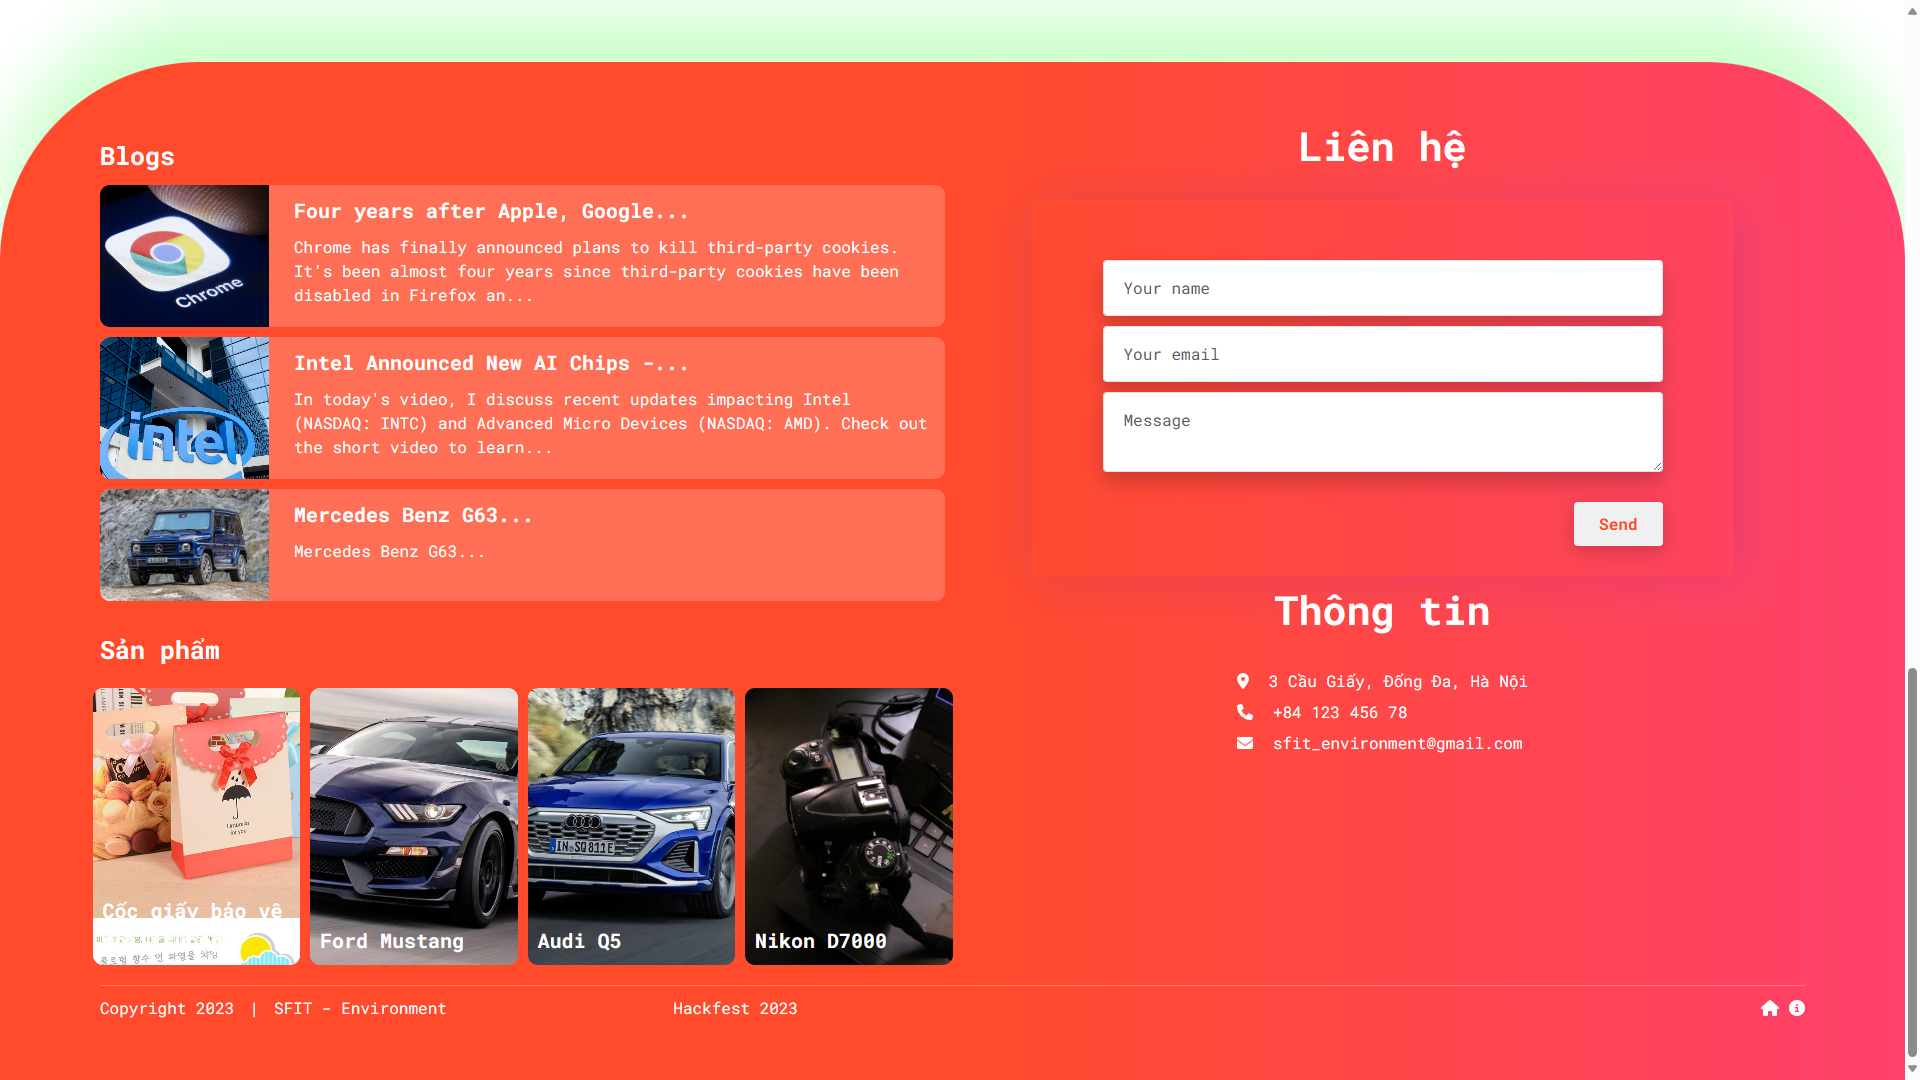 Blogs
Chrome
Four years after Apple, Google...
Chrome has finally announced plans to kill third-party cookies.
It's been almost four years since third-party cookies have been
disabled in Firefox an...
intel
Intel Announced New AI Chips -...
In today's video, I discuss recent updates impacting Intel
(NASDAQ: INTC) and Advanced Micro Devices (NASDAQ: AMD). Check out
the short video to learn...
Mercedes Benz G63...
Mercedes Benz G63...
Sản phẩm
Cốc giấy bảo vệ
Ford Mustang
IN SQ 811E
Audi Q5
Nikon D7000
Liên hệ
Your name
Your email
Message
Send
Thông tin
3 Cầu Giấy, Đống Đa, Hà Nội
+84 123 456 78
sfit_environment@gmail.com
Copyright 2023 | SFIT - Environment
Hackfest 2023